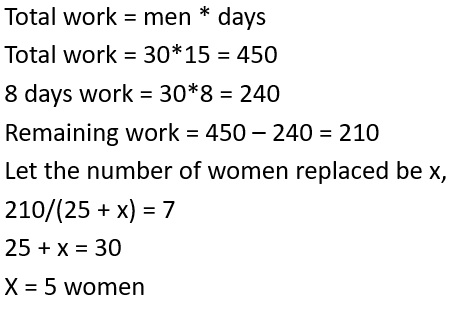 Total work = men * days
Total work = 30*15 = 450
8 days work = 30*8 = 240
Remaining work = 450 – 240 = 210
Let the number of women replaced be x,
210/(25 + x) = 7
25 + x = 30
X = 5 women